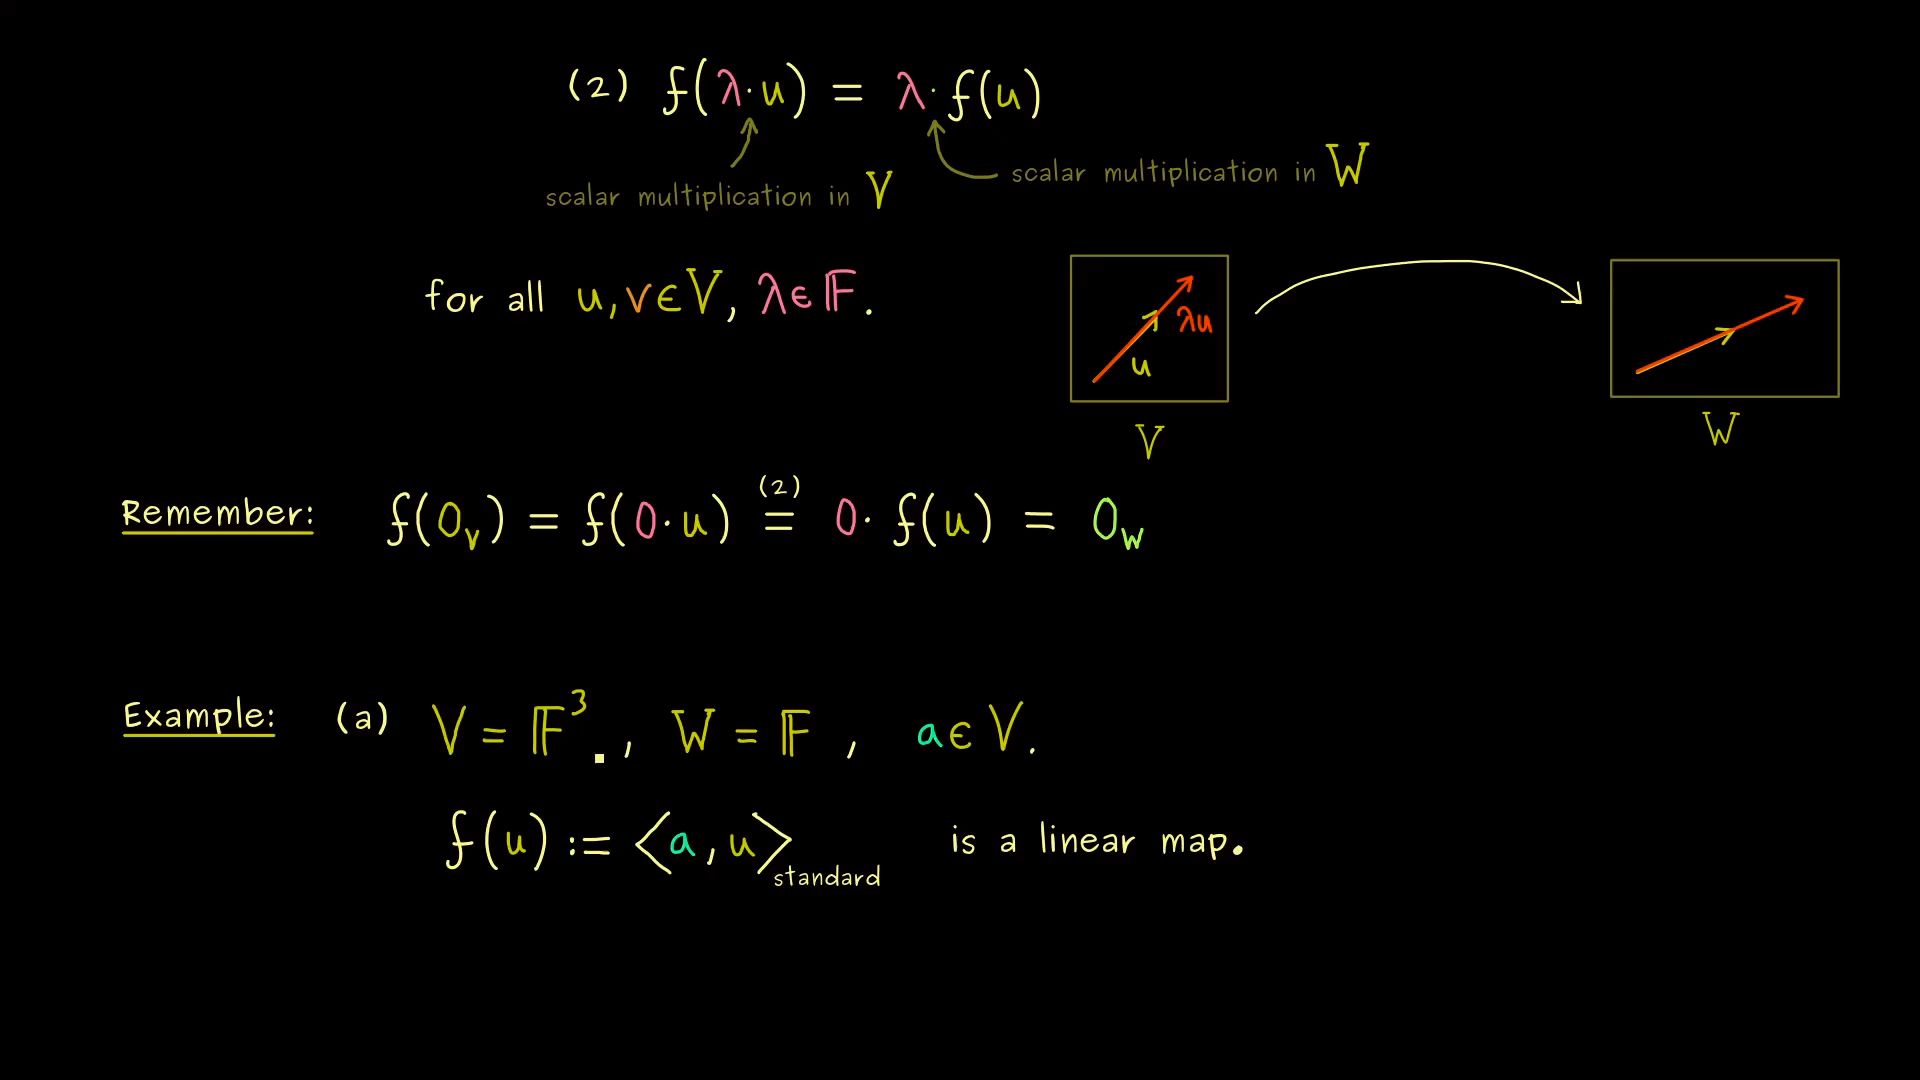 (2) f(λ·u) = λ·f(u)
scalar multiplication in W
scalar multiplication in V
for all u,v∈V, λ∈𝔽.
λu
u
V
W
Remember: f(0_V) = f(0·u) =^(2) 0·f(u) = 0_W
Example: (a) V = 𝔽³, W = 𝔽, a∈V.
f(u) := ⟨a,u⟩_standard is a linear map.